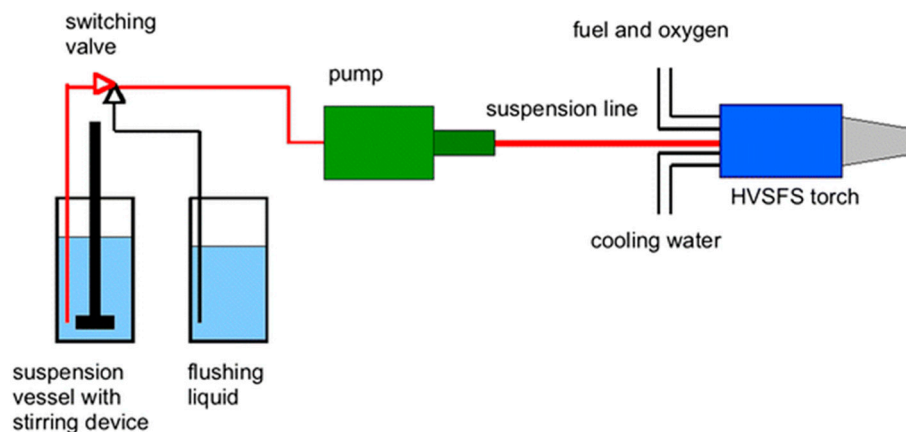 switching
valve
fuel and oxygen
pump
suspension line
HVSFS torch
cooling water
suspension
vessel with
stirring device
flushing
liquid